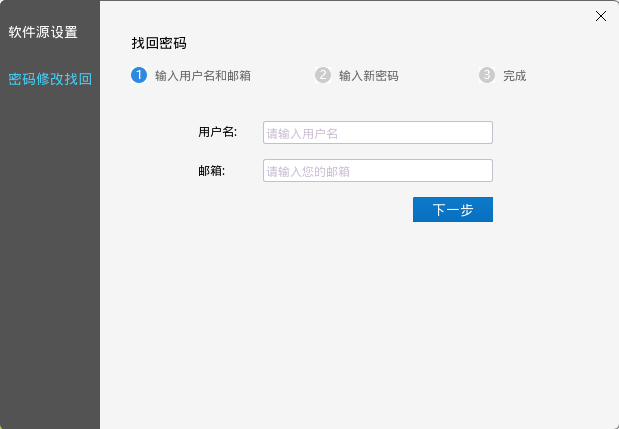 软件源设置
密码修改找回
找回密码
1 输入用户名和邮箱 2 输入新密码 3 完成
用户名: 请输入用户名
邮箱: 请输入您的邮箱
下一步